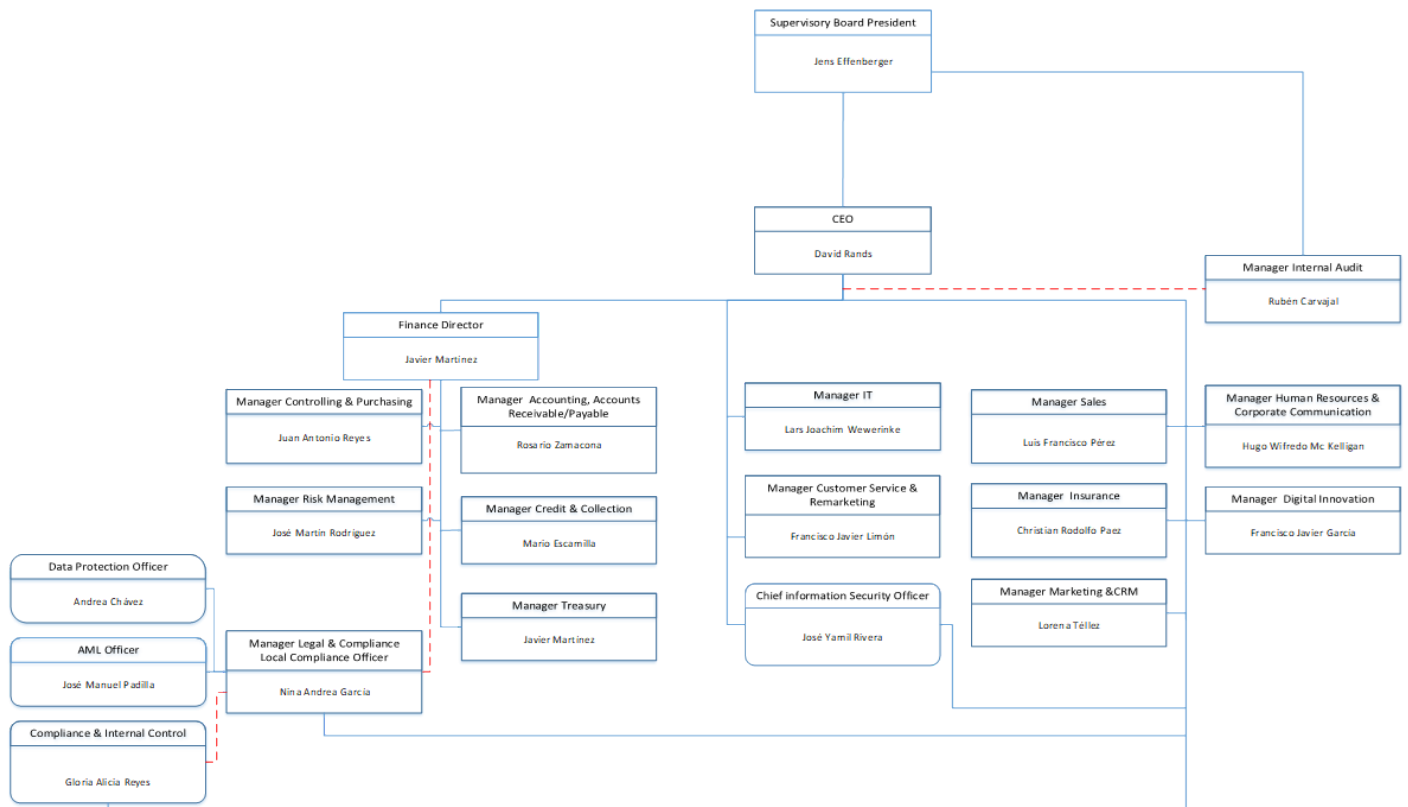 Supervisory Board President
Jens Effenberger
CEO
David Rands
Manager Internal Audit
Rubén Carvajal
Finance Director
Javier Martínez
Manager Controlling & Purchasing
Juan Antonio Reyes
Manager Accounting, Accounts
Receivable/Payable
Rosario Zamacona
Manager IT
Lars Joachim Wewerinke
Manager Sales
Luis Francisco Pérez
Manager Human Resources &
Corporate Communication
Hugo Wifredo Mc Kelligan
Manager Risk Management
José Martín Rodríguez
Manager Credit & Collection
Mario Escamilla
Manager Customer Service &
Remarketing
Francisco Javier Limón
Manager Insurance
Christian Rodolfo Paez
Manager Digital Innovation
Francisco Javier García
Data Protection Officer
Andrea Chávez
Manager Treasury
Javier Martínez
Chief information Security Officer
José Yamil Rivera
Manager Marketing &CRM
Lorena Téllez
AML Officer
José Manuel Padilla
Manager Legal & Compliance
Local Compliance Officer
Nina Andrea García
Compliance & Internal Control
Gloria Alicia Reyes